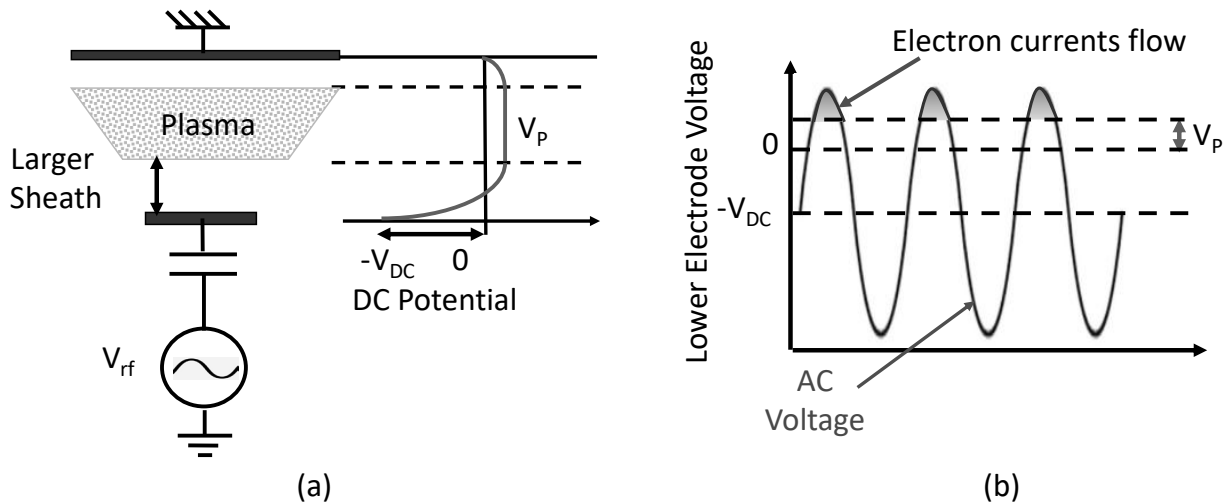 Plasma
Larger
Sheath
V_P
-V_DC 0
DC Potential
V_rf
(a)
Electron currents flow
Lower Electrode Voltage
0
V_P
-V_DC
AC
Voltage
(b)